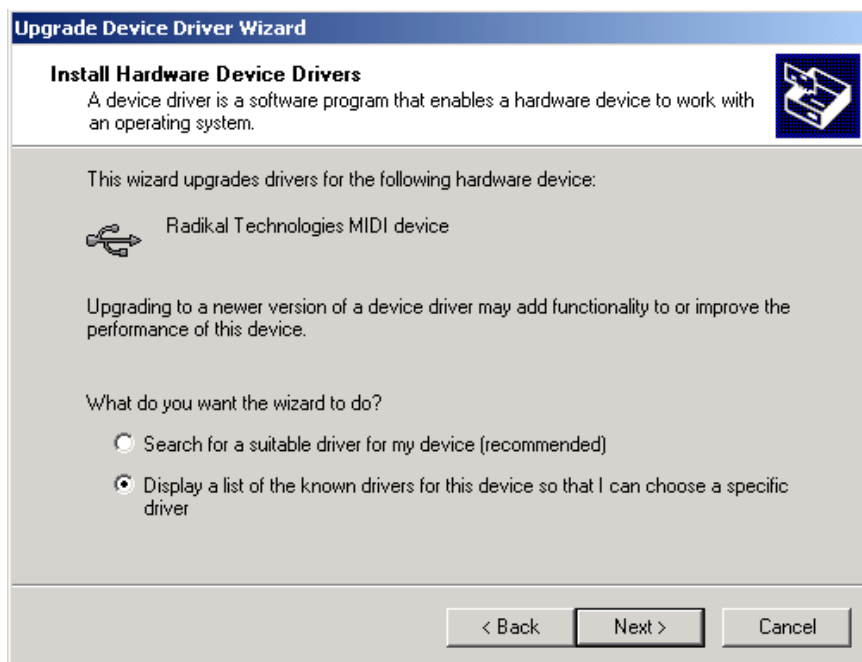 Upgrade Device Driver Wizard
Install Hardware Device Drivers
A device driver is a software program that enables a hardware device to work with
an operating system.
This wizard upgrades drivers for the following hardware device:
Radikal Technologies MIDI device
Upgrading to a newer version of a device driver may add functionality to or improve the
performance of this device.
What do you want the wizard to do?
Search for a suitable driver for my device (recommended)
Display a list of the known drivers for this device so that I can choose a specific
driver
< Back Next > Cancel